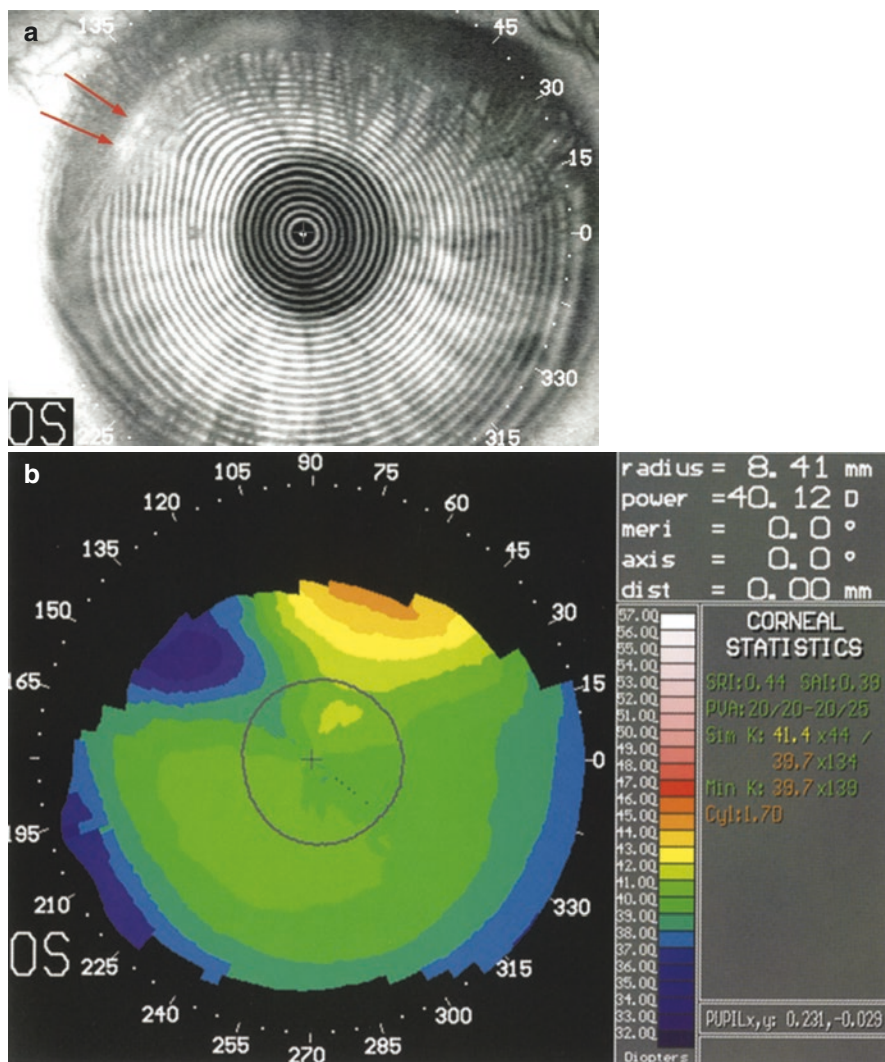 a
135
45
30
15
0
330
315
225
OS
b
90
105
75
120
60
135
45
150
30
165
15
0
195
210
330
225
315
240
300
255
285
270
OS
radius = 8.41 mm
power =40.12 D
meri = 0.0 °
axis = 0.0 °
dist = 0.00 mm
57.00
56.00
55.00
54.00
53.00
52.00
51.00
50.00
49.00
48.00
47.00
46.00
45.00
44.00
43.00
42.00
41.00
40.00
39.00
38.00
37.00
36.00
35.00
34.00
33.00
32.00
Diopters
CORNEAL
STATISTICS
SRI:0.44 SAI:0.39
PVA:20/20-20/25
Sim K: 41.4 x44 /
39.7 x134
Min K: 39.7 x139
Cyl:1.70
PUPILx,y: 0.231,-0.029